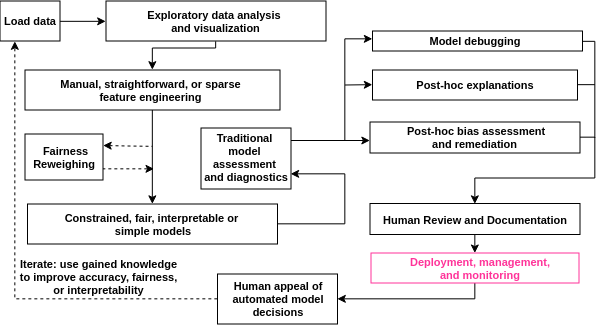 Load data
Exploratory data analysis
and visualization
Manual, straightforward, or sparse
feature engineering
Fairness
Reweighing
Constrained, fair, interpretable or
simple models
Traditional
model
assessment
and diagnostics
Model debugging
Post-hoc explanations
Post-hoc bias assessment
and remediation
Human Review and Documentation
Deployment, management,
and monitoring
Human appeal of
automated model
decisions
Iterate: use gained knowledge
to improve accuracy, fairness,
or interpretability